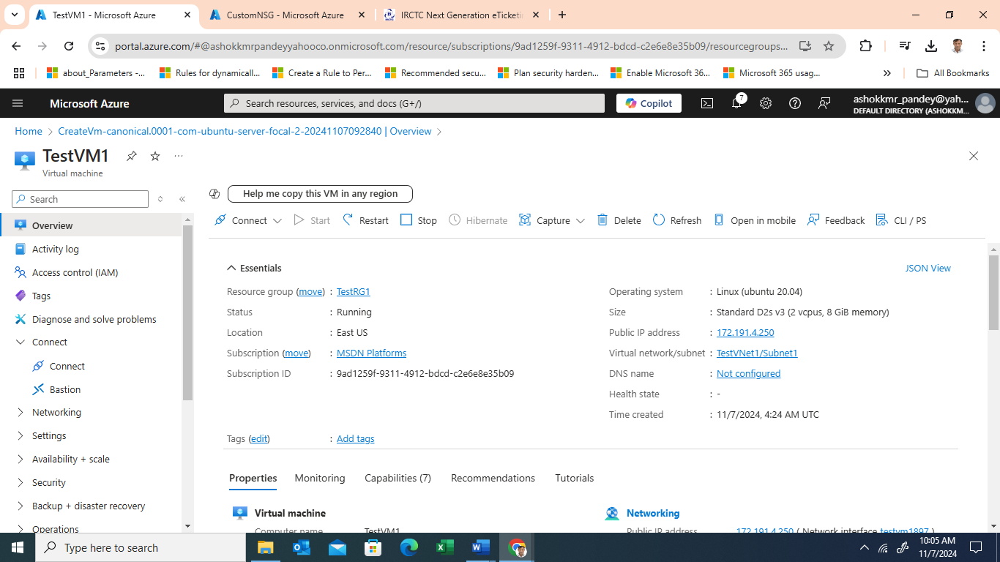 TestVM1 - Microsoft Azure
CustomNSG - Microsoft Azure
IRCTC Next Generation eTicketi
portal.azure.com/#@ashokkmrpandeyyahooco.onmicrosoft.com/resource/subscriptions/9ad1259f-9311-4912-bdcd-c2e6e8e35b09/resourcegroups...
about_Parameters -...
Rules for dynamicall...
Create a Rule to Per...
Recommended secu...
Plan security harden...
Enable Microsoft 36...
Microsoft 365 usag...
»
All Bookmarks
Microsoft Azure
Search resources, services, and docs (G+/)
Copilot
7
ashokkmr_pandey@yah...
DEFAULT DIRECTORY (ASHOKKM...
Home > CreateVm-canonical.0001-com-ubuntu-server-focal-2-20241107092840 | Overview >
TestVM1
...
Virtual machine
Search
«
Help me copy this VM in any region
Connect
Start
Restart
Stop
Hibernate
Capture
Delete
Refresh
Open in mobile
Feedback
CLI / PS
Overview
Activity log
Access control (IAM)
Tags
Diagnose and solve problems
Connect
Connect
Bastion
Networking
Settings
Availability + scale
Security
Backup + disaster recovery
Operations
Essentials
JSON View
Resource group (move) : TestRG1
Status : Running
Location : East US
Subscription (move) : MSDN Platforms
Subscription ID : 9ad1259f-9311-4912-bdcd-c2e6e8e35b09
Operating system : Linux (ubuntu 20.04)
Size : Standard D2s v3 (2 vcpus, 8 GiB memory)
Public IP address : 172.191.4.250
Virtual network/subnet : TestVNet1/Subnet1
DNS name : Not configured
Health state : -
Time created : 11/7/2024, 4:24 AM UTC
Tags (edit) : Add tags
Properties
Monitoring
Capabilities (7)
Recommendations
Tutorials
Virtual machine
Computer name TestVM1
Networking
Public IP address 172.191.4.250 ( Network interface testvm1897 )
Type here to search
10:05 AM
11/7/2024